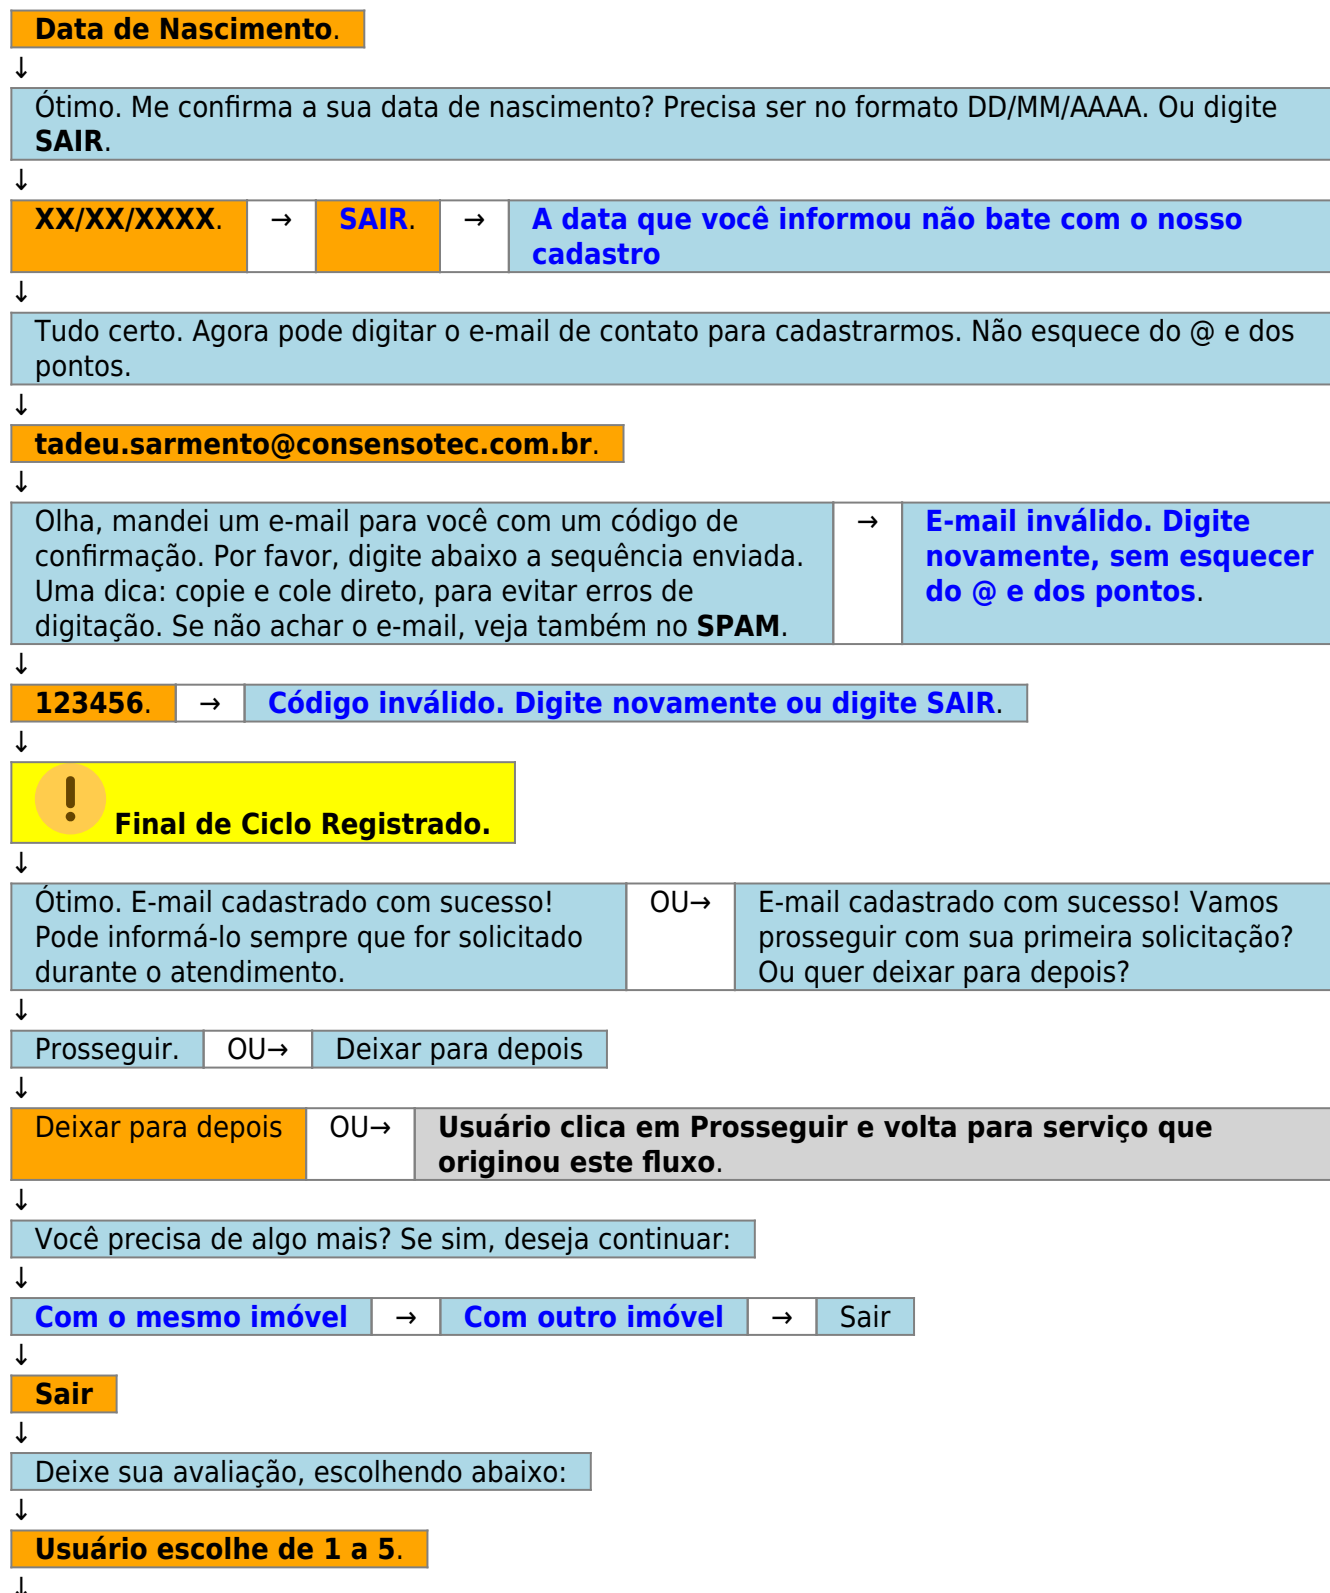 Data de Nascimento.
↓
Ótimo. Me confirma a sua data de nascimento? Precisa ser no formato DD/MM/AAAA. Ou digite
SAIR.
↓
XX/XX/XXXX. → SAIR. → A data que você informou não bate com o nosso
cadastro
↓
Tudo certo. Agora pode digitar o e-mail de contato para cadastrarmos. Não esquece do @ e dos
pontos.
↓
tadeu.sarmento@consensotec.com.br.
↓
Olha, mandei um e-mail para você com um código de
confirmação. Por favor, digite abaixo a sequência enviada.
Uma dica: copie e cole direto, para evitar erros de
digitação. Se não achar o e-mail, veja também no SPAM.
→
E-mail inválido. Digite
novamente, sem esquecer
do @ e dos pontos.
↓
123456. → Código inválido. Digite novamente ou digite SAIR.
↓
Final de Ciclo Registrado.
↓
Ótimo. E-mail cadastrado com sucesso!
Pode informá-lo sempre que for solicitado
durante o atendimento.
OU→
E-mail cadastrado com sucesso! Vamos
prosseguir com sua primeira solicitação?
Ou quer deixar para depois?
↓
Prosseguir. OU→ Deixar para depois
↓
Deixar para depois OU→ Usuário clica em Prosseguir e volta para serviço que
originou este fluxo.
↓
Você precisa de algo mais? Se sim, deseja continuar:
↓
Com o mesmo imóvel → Com outro imóvel → Sair
↓
Sair
↓
Deixe sua avaliação, escolhendo abaixo:
↓
Usuário escolhe de 1 a 5.
↓